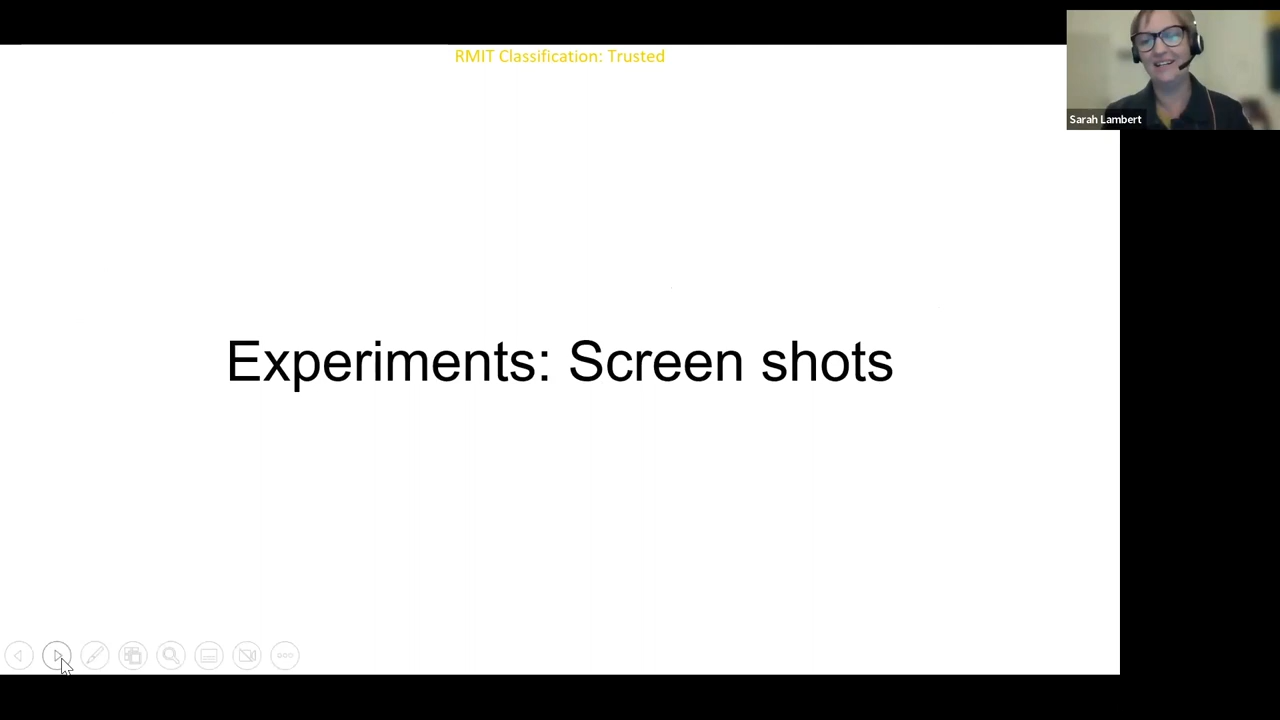 RMIT Classification: Trusted
Sarah Lambert
Experiments: Screen shots